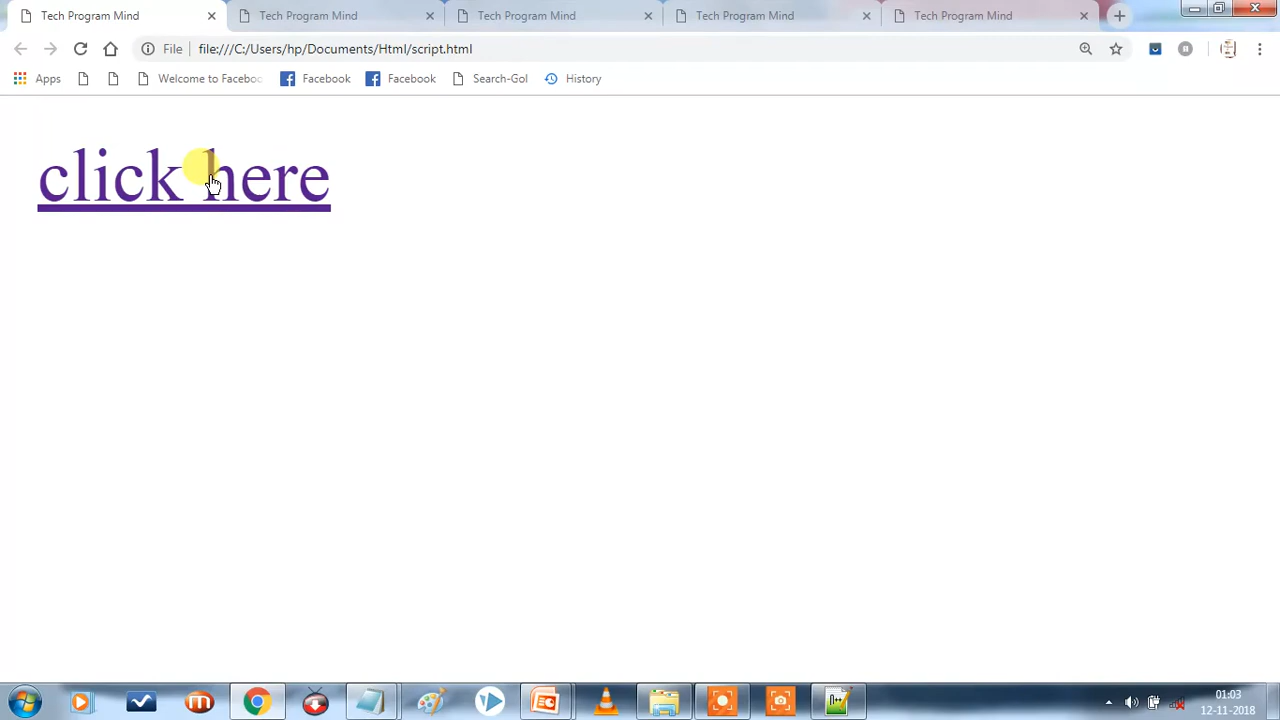 Tech Program Mind
Tech Program Mind
Tech Program Mind
Tech Program Mind
Tech Program Mind
File
file:///C:/Users/hp/Documents/Html/script.html
Apps
Welcome to Faceboo
Facebook
Facebook
Search-Gol
History
click here
01:03
12-11-2018